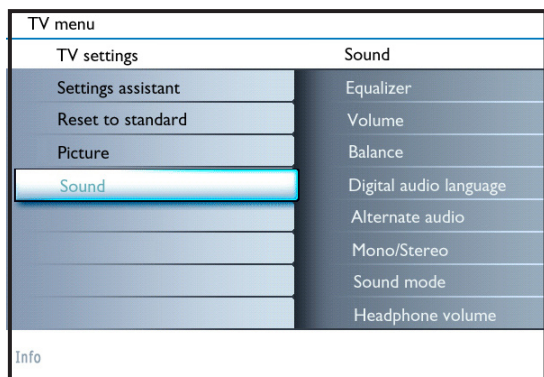 TV menu
TV settings
Sound
Settings assistant
Reset to standard
Picture
Sound
Equalizer
Volume
Balance
Digital audio language
Alternate audio
Mono/Stereo
Sound mode
Headphone volume
Info